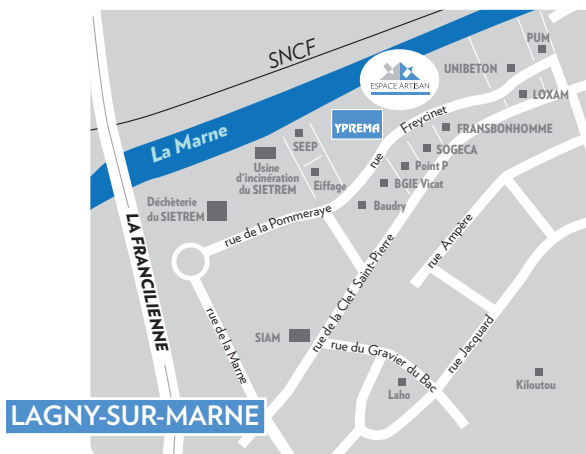 SNCF
PUM
UNIBETON
ESPACE ARTISAN
LOXAM
La Marne
YPREMA
rue Freycinet
FRANSBONHOMME
SEEP
SOGECA
Usine
d'incinération
du SIETREM
Point P
Eiffage
BGIE Vicat
Déchèterie
du SIETREM
Baudry
rue de la Pommeraye
LA FRANCILIENNE
rue Ampère
rue de la Clef Saint-Pierre
rue de la Marne
SIAM
rue du Gravier du Bac
rue Jacquard
Laho
Kiloutou
LAGNY-SUR-MARNE